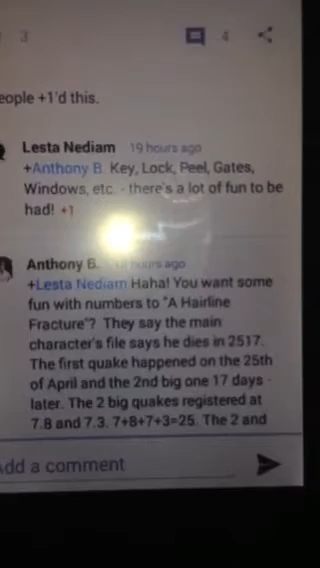 3 4
eople +1'd this.
Lesta Nediam 19 hours ago
+Anthony B. Key, Lock, Peel, Gates,
Windows, etc. - there's a lot of fun to be
had! +1
Anthony B. hours ago
+Lesta Nediam Haha! You want some
fun with numbers to "A Hairline
Fracture"? They say the main
character's file says he dies in 2517.
The first quake happened on the 25th
of April and the 2nd big one 17 days
later. The 2 big quakes registered at
7.8 and 7.3. 7+8+7+3=25. The 2 and
Add a comment